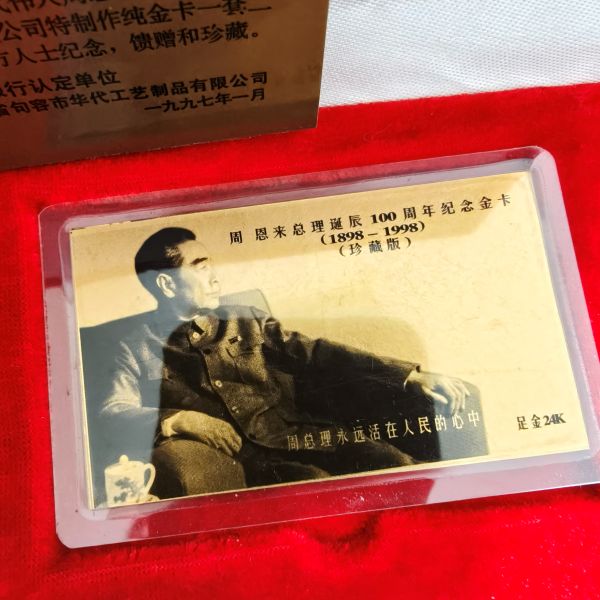 公司特制作纯金卡一套二
人士纪念，馈赠和珍藏。
行认定单位
句容市华代工艺制品有限公司
一九九七年一月
周恩来总理诞辰100周年纪念金卡
(1898-1998)
(珍藏版)
周总理永远活在人民的心中
足金24K